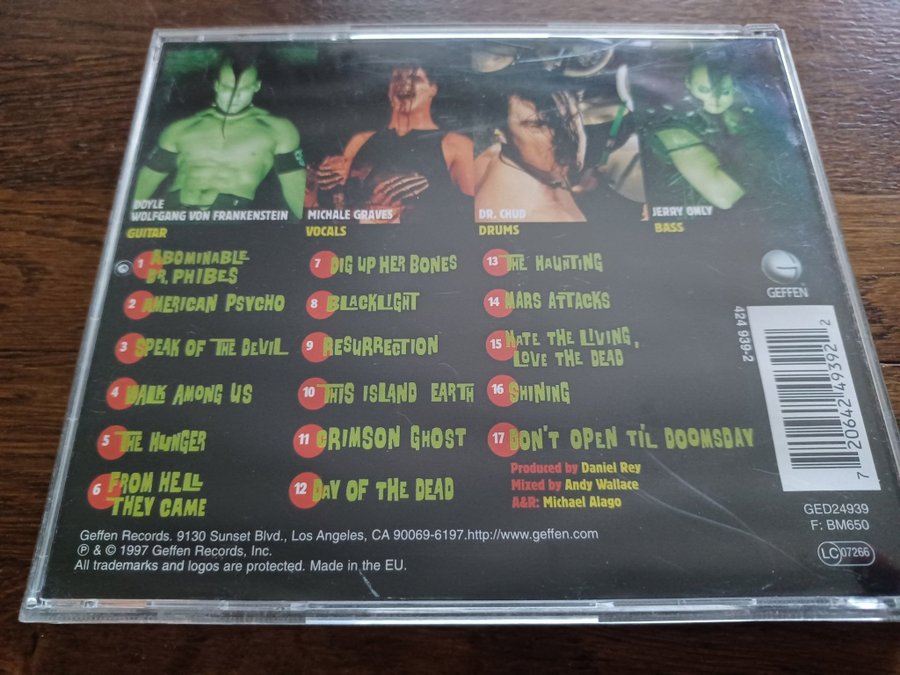 DOYLE
WOLFGANG VON FRANKENSTEIN
GUITAR
MICHALE GRAVES
VOCALS
DR. CHUD
DRUMS
JERRY ONLY
BASS
1 ABOMINABLE
DR. PHIBES
2 AMERICAN PSYCHO
3 SPEAK OF THE DEVIL
4 WALK AMONG US
5 THE HUNGER
6 FROM HELL
THEY CAME
7 DIG UP HER BONES
8 BLACKLIGHT
9 RESURRECTION
10 THIS ISLAND EARTH
11 CRIMSON GHOST
12 DAY OF THE DEAD
13 THE HAUNTING
14 MARS ATTACKS
15 HATE THE LIVING,
LOVE THE DEAD
16 SHINING
17 DON'T OPEN TIL DOOMSDAY
Produced by Daniel Rey
Mixed by Andy Wallace
A&R: Michael Alago
GEFFEN
424 939-2
7 20642 49392 2
GED24939
F: BM650
LC 07266
Geffen Records. 9130 Sunset Blvd., Los Angeles, CA 90069-6197.http://www.geffen.com
℗ & © 1997 Geffen Records, Inc.
All trademarks and logos are protected. Made in the EU.